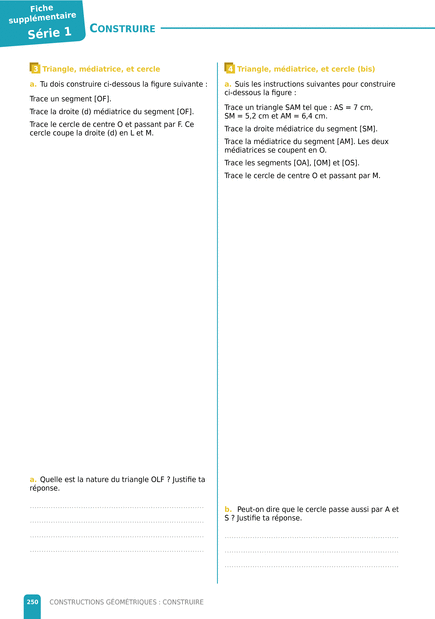 Fiche
supplémentaire
Série 1
CONSTRUIRE
3 Triangle, médiatrice, et cercle
a. Tu dois construire ci-dessous la figure suivante :
Trace un segment [OF].
Trace la droite (d) médiatrice du segment [OF].
Trace le cercle de centre O et passant par F. Ce
cercle coupe la droite (d) en L et M.
a. Quelle est la nature du triangle OLF ? Justifie ta
réponse.
4 Triangle, médiatrice, et cercle (bis)
a. Suis les instructions suivantes pour construire
ci-dessous la figure :
Trace un triangle SAM tel que : AS = 7 cm,
SM = 5,2 cm et AM = 6,4 cm.
Trace la droite médiatrice du segment [SM].
Trace la médiatrice du segment [AM]. Les deux
médiatrices se coupent en O.
Trace les segments [OA], [OM] et [OS].
Trace le cercle de centre O et passant par M.
b. Peut-on dire que le cercle passe aussi par A et
S ? Justifie ta réponse.
250 CONSTRUCTIONS GÉOMÉTRIQUES : CONSTRUIRE